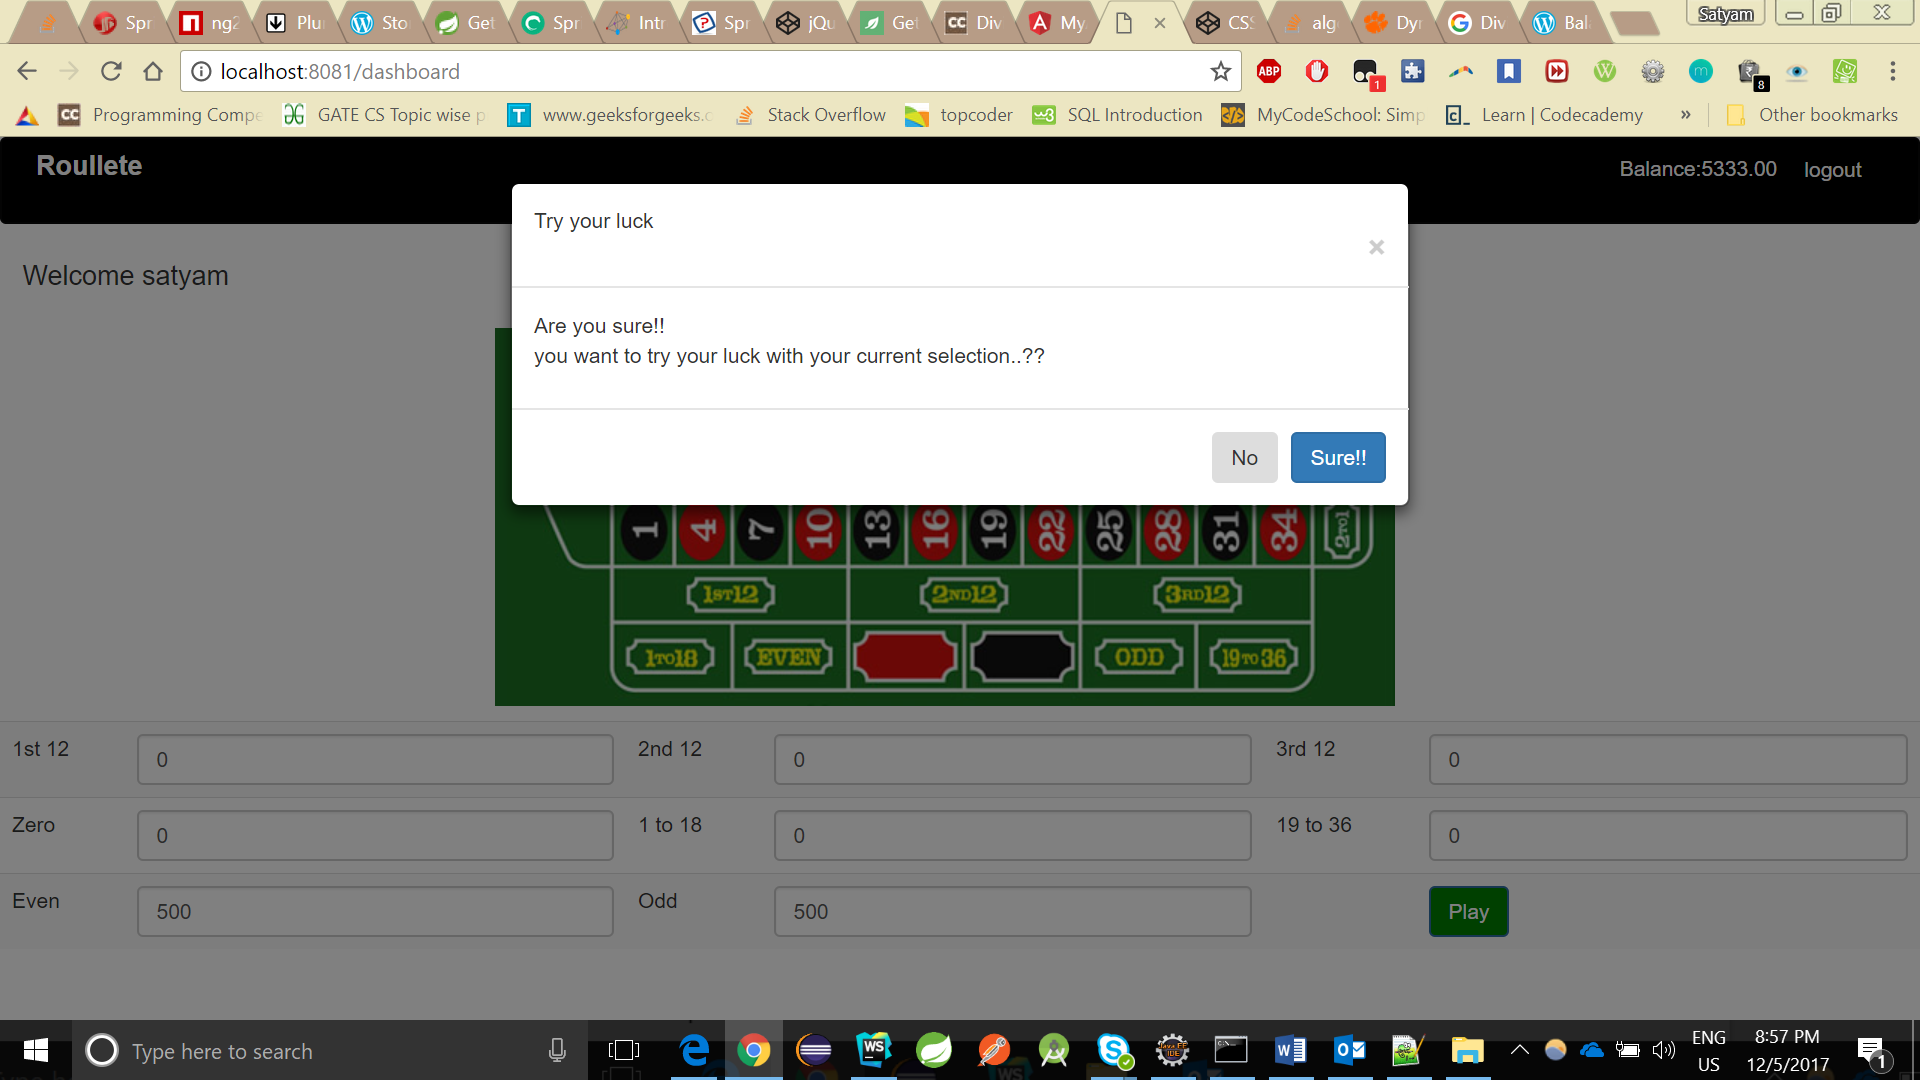 Spr
ng2
Plu
Sto
Get
Spr
Intr
Spr
jQu
Get
Div
My
CSS
alg
Dyr
Div
Bal
Satyam
localhost:8081/dashboard
ABP
1
8
Programming Compe
GATE CS Topic wise p
www.geeksforgeeks.c
Stack Overflow
topcoder
SQL Introduction
MyCodeSchool: Simp
Learn | Codecademy
»
Other bookmarks
Roullete
Balance:5333.00
logout
Try your luck
×
Welcome satyam
Are you sure!!
you want to try your luck with your current selection..??
No
Sure!!
1 4 7 10 13 16 19 22 25 28 31 34 2to1
1ST12 2ND12 3RD12
1TO18 EVEN ODD 19TO36
1st 12 0 2nd 12 0 3rd 12 0
Zero 0 1 to 18 0 19 to 36 0
Even 500 Odd 500 Play
Type here to search
WS
ENG
US
8:57 PM
12/5/2017
1